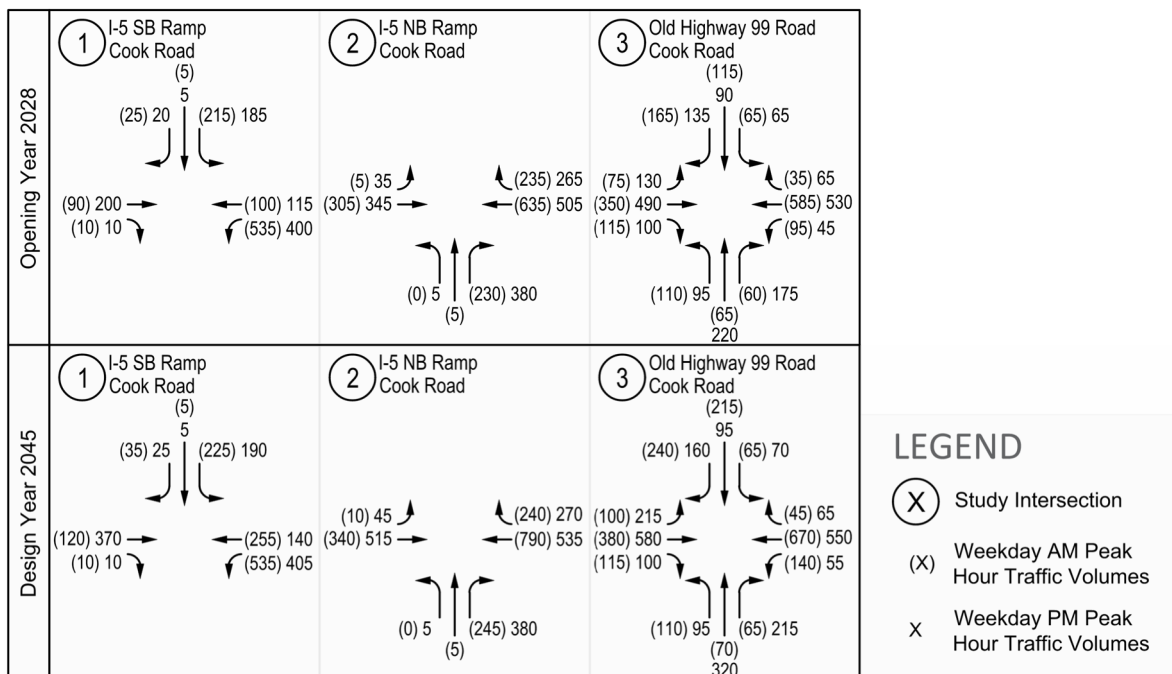 Opening Year 2028
1
I-5 SB Ramp
Cook Road
(5)
5
(25) 20
(215) 185
(90) 200
(10) 10
(100) 115
(535) 400
2
I-5 NB Ramp
Cook Road
(5) 35
(305) 345
(235) 265
(635) 505
(0) 5
(230) 380
(5)
3
Old Highway 99 Road
Cook Road
(115)
90
(165) 135
(65) 65
(75) 130
(350) 490
(115) 100
(35) 65
(585) 530
(95) 45
(110) 95
(60) 175
(65)
220
Design Year 2045
1
I-5 SB Ramp
Cook Road
(5)
5
(35) 25
(225) 190
(120) 370
(10) 10
(255) 140
(535) 405
2
I-5 NB Ramp
Cook Road
(10) 45
(340) 515
(240) 270
(790) 535
(0) 5
(245) 380
(5)
3
Old Highway 99 Road
Cook Road
(215)
95
(240) 160
(65) 70
(100) 215
(380) 580
(115) 100
(45) 65
(670) 550
(140) 55
(110) 95
(65) 215
(70)
320
LEGEND
X
Study Intersection
(X)
Weekday AM Peak
Hour Traffic Volumes
X
Weekday PM Peak
Hour Traffic Volumes